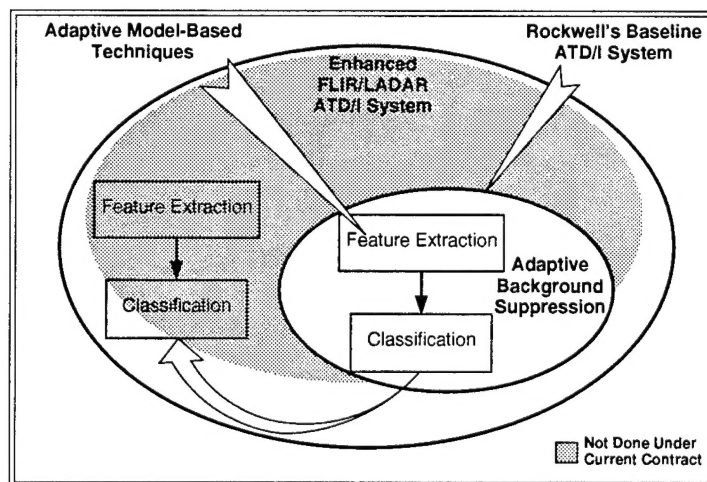 Adaptive Model-Based
Techniques
Rockwell's Baseline
ATD/I System
Enhanced
FLIR/LADAR
ATD/I System
Feature Extraction
Classification
Feature Extraction
Classification
Adaptive
Background
Suppression
Not Done Under
Current Contract